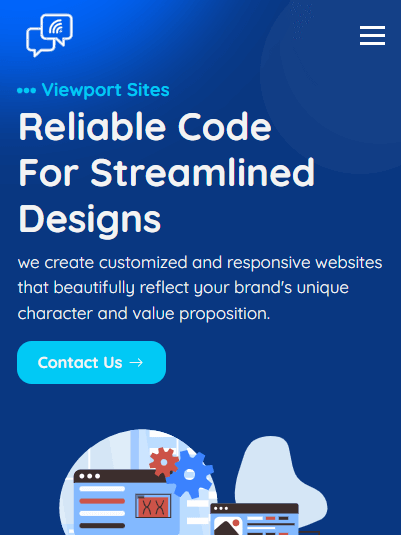 Viewport Sites
Reliable Code
For Streamlined
Designs
we create customized and responsive websites
that beautifully reflect your brand's unique
character and value proposition.
Contact Us →